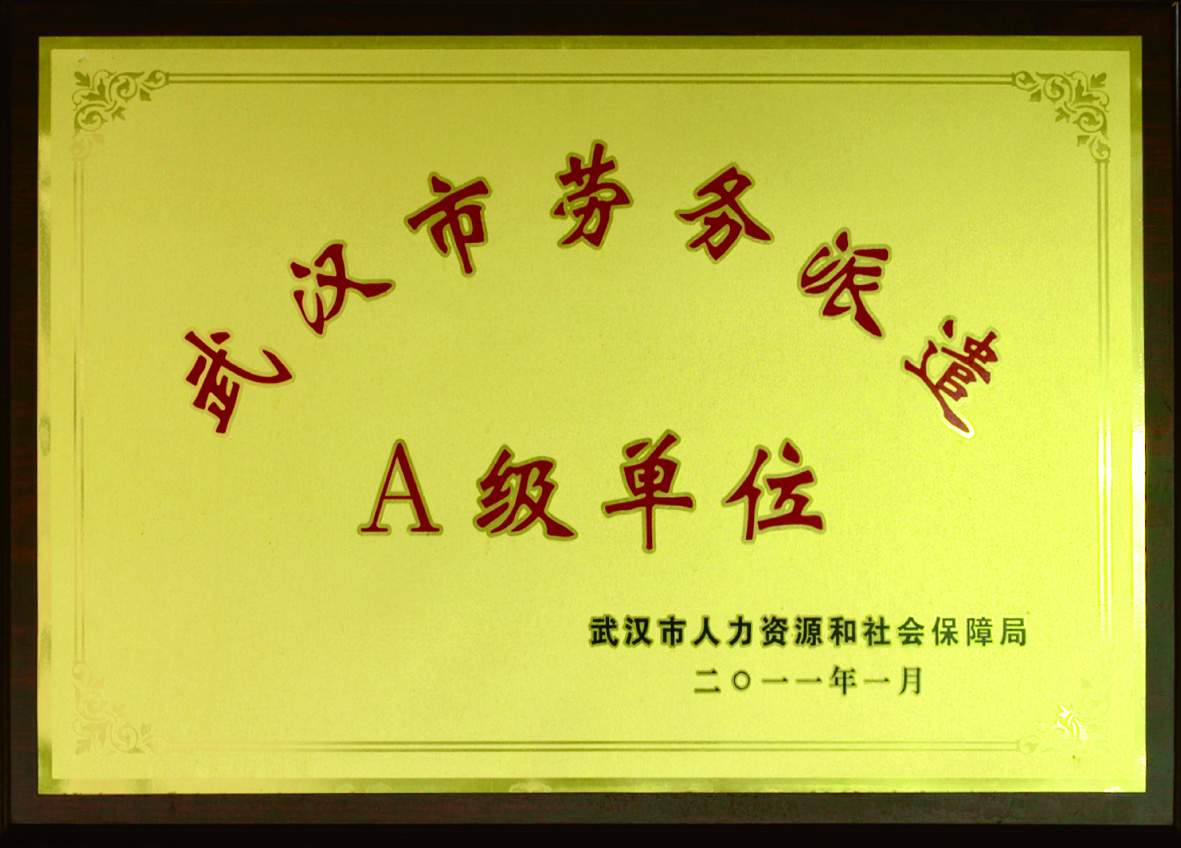 武汉市劳务派遣
A级单位
武汉市人力资源和社会保障局
二〇一一年一月